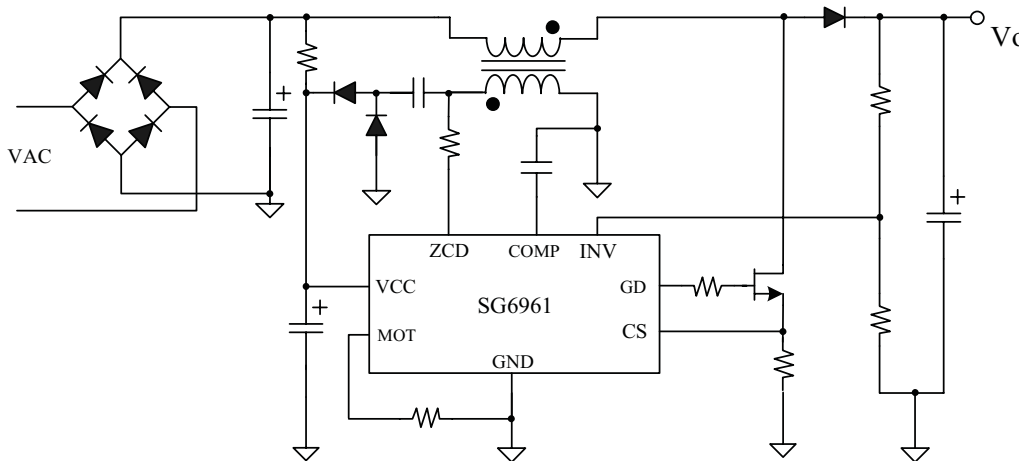 Vo
VAC
ZCD
COMP
INV
VCC
GD
SG6961
MOT
CS
GND